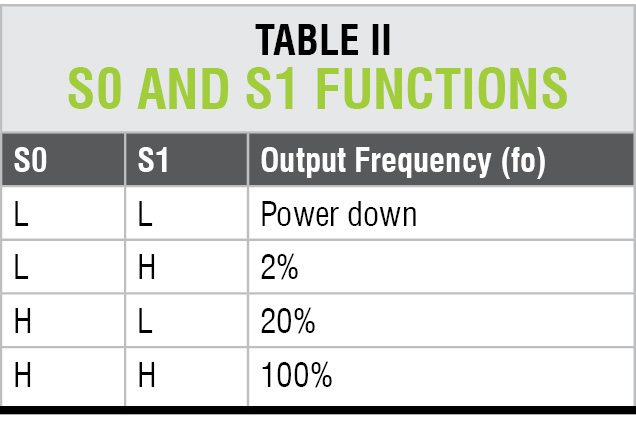 TABLE II
S0 AND S1 FUNCTIONS
S0 S1 Output Frequency (fo)
L L Power down
L H 2%
H L 20%
H H 100%